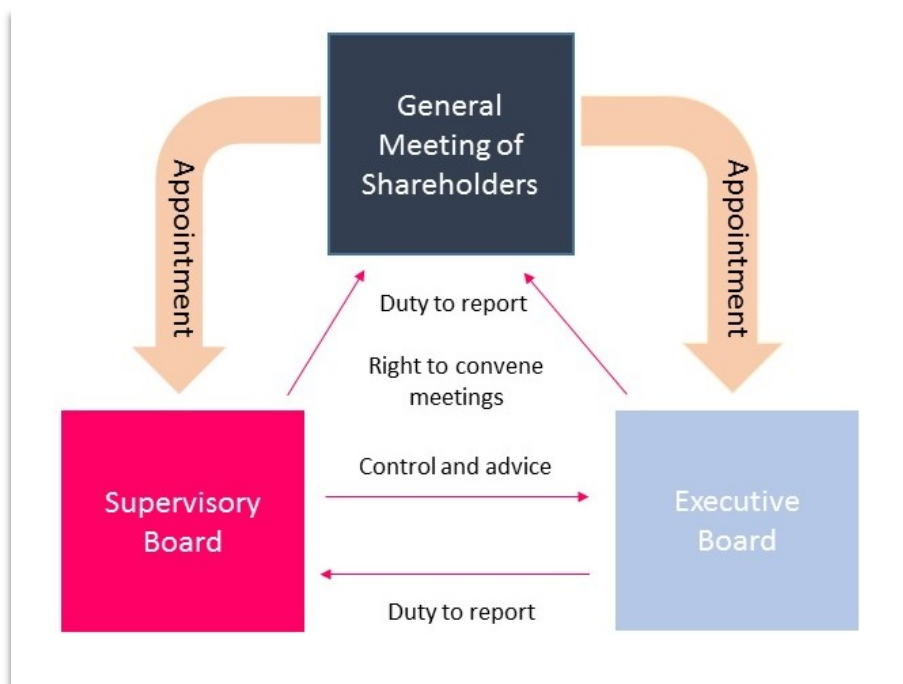 General
Meeting of
Shareholders
Appointment
Appointment
Duty to report
Right to convene
meetings
Control and advice
Supervisory
Board
Executive
Board
Duty to report